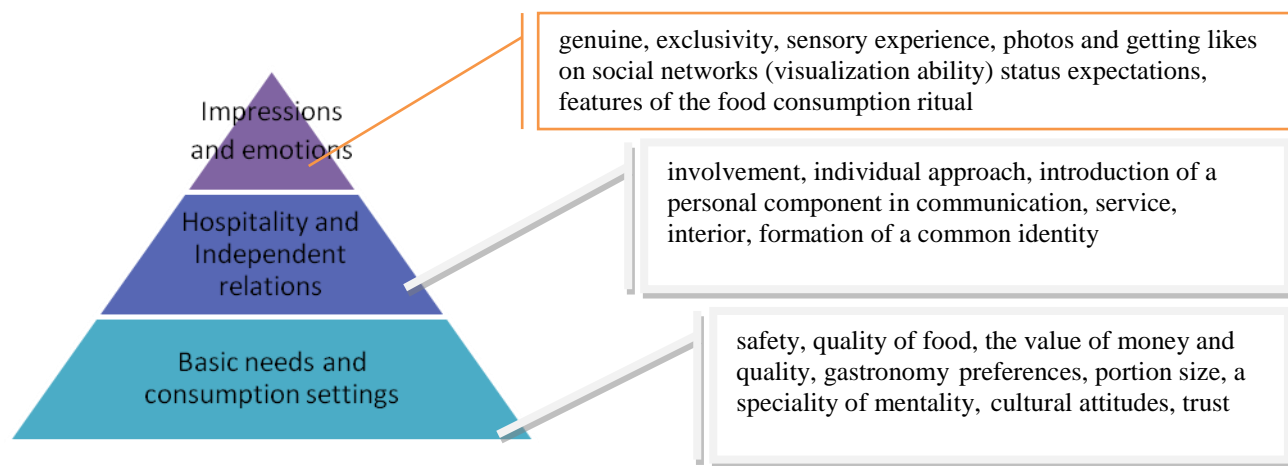 genuine, exclusivity, sensory experience, photos and getting likes
on social networks (visualization ability) status expectations,
features of the food consumption ritual
Impressions
and emotions
involvement, individual approach, introduction of a
personal component in communication, service,
interior, formation of a common identity
Hospitality and
Independent
relations
safety, quality of food, the value of money and
quality, gastronomy preferences, portion size, a
speciality of mentality, cultural attitudes, trust
Basic needs and
consumption settings